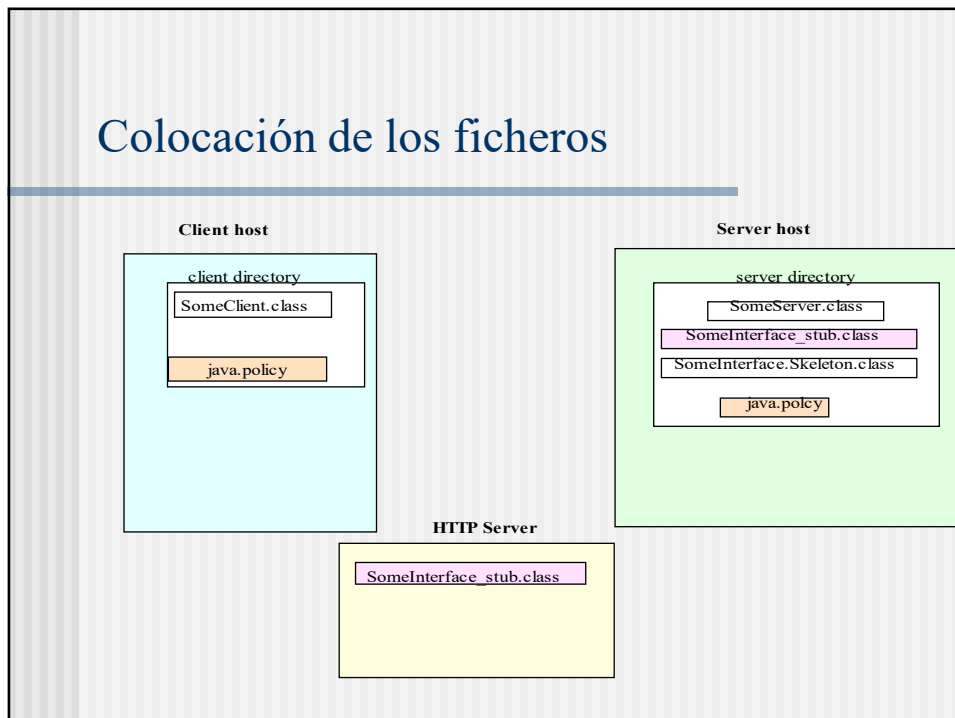 Colocación de los ficheros
Client host
client directory
SomeClient.class
java.policy
Server host
server directory
SomeServer.class
SomeInterface_stub.class
SomeInterface.Skeleton.class
java.polcy
HTTP Server
SomeInterface_stub.class